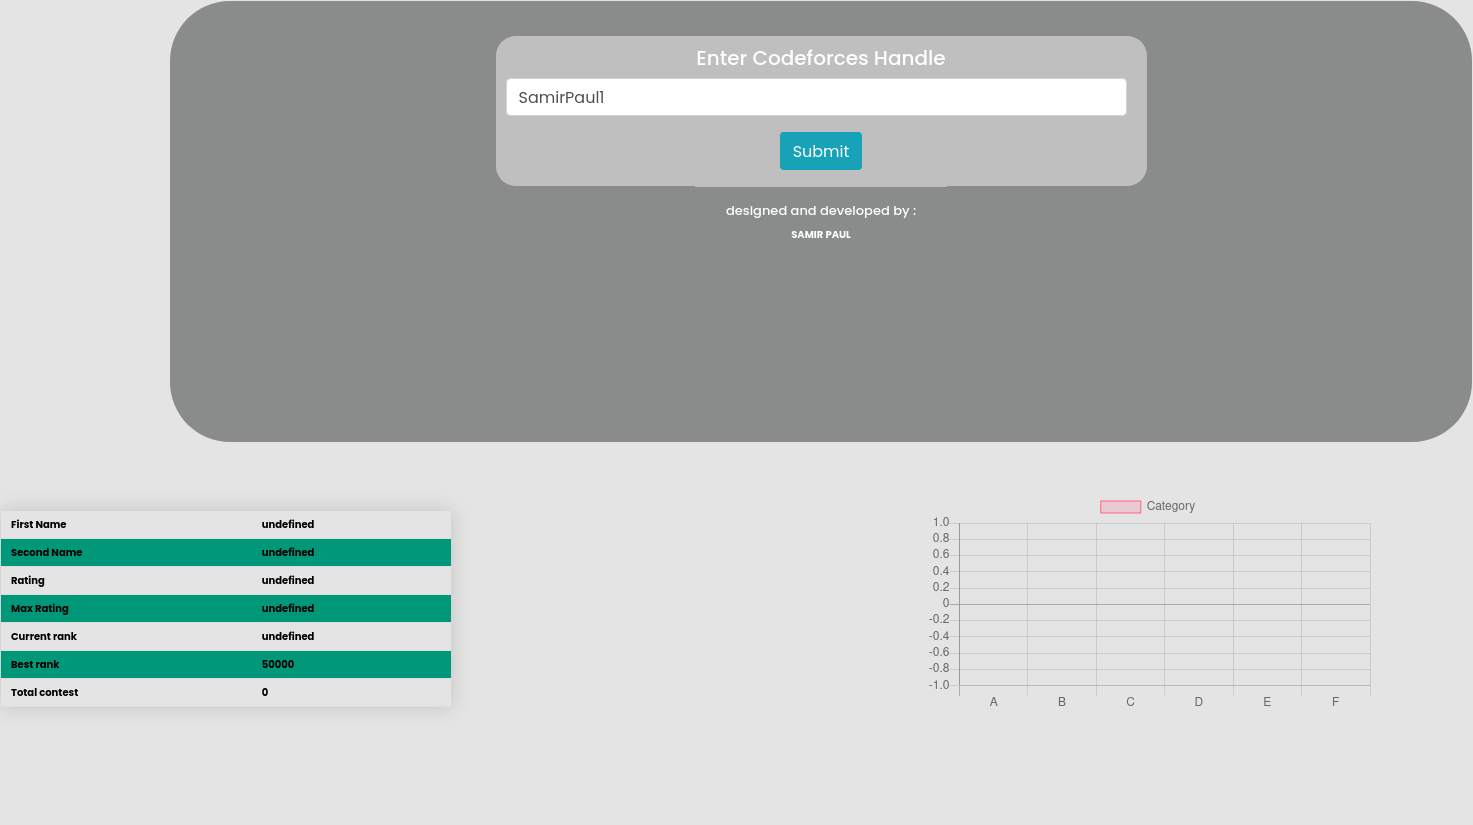 Enter Codeforces Handle
SamirPaul1
Submit
designed and developed by :
SAMIR PAUL
First Name undefined
Second Name undefined
Rating undefined
Max Rating undefined
Current rank undefined
Best rank 50000
Total contest 0
Category
1.0
0.8
0.6
0.4
0.2
0
-0.2
-0.4
-0.6
-0.8
-1.0
A B C D E F